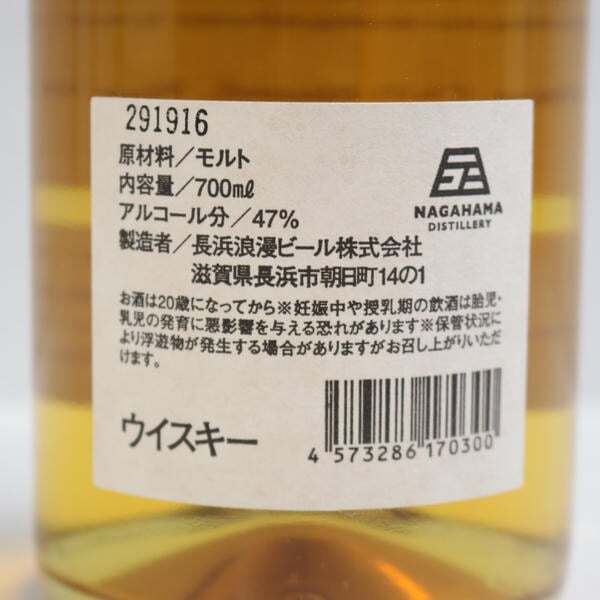 291916
原材料／モルト
内容量／700㎖
アルコール分／47%
製造者／長浜浪漫ビール株式会社
滋賀県長浜市朝日町14の1
NAGAHAMA
DISTILLERY
お酒は20歳になってから※妊娠中や授乳期の飲酒は胎児・
乳児の発育に悪影響を与える恐れがあります※保管状況に
より浮遊物が発生する場合がありますがお召し上がりいただ
けます。
ウイスキー
4 573286 170300